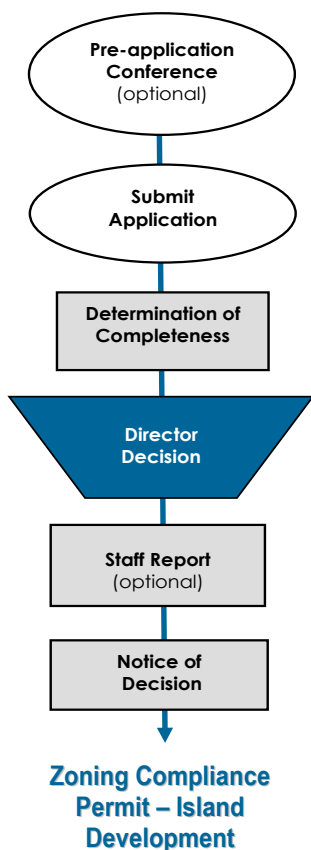 Pre-application
Conference
(optional)
Submit
Application
Determination of
Completeness
Director
Decision
Staff Report
(optional)
Notice of
Decision
Zoning Compliance
Permit – Island
Development